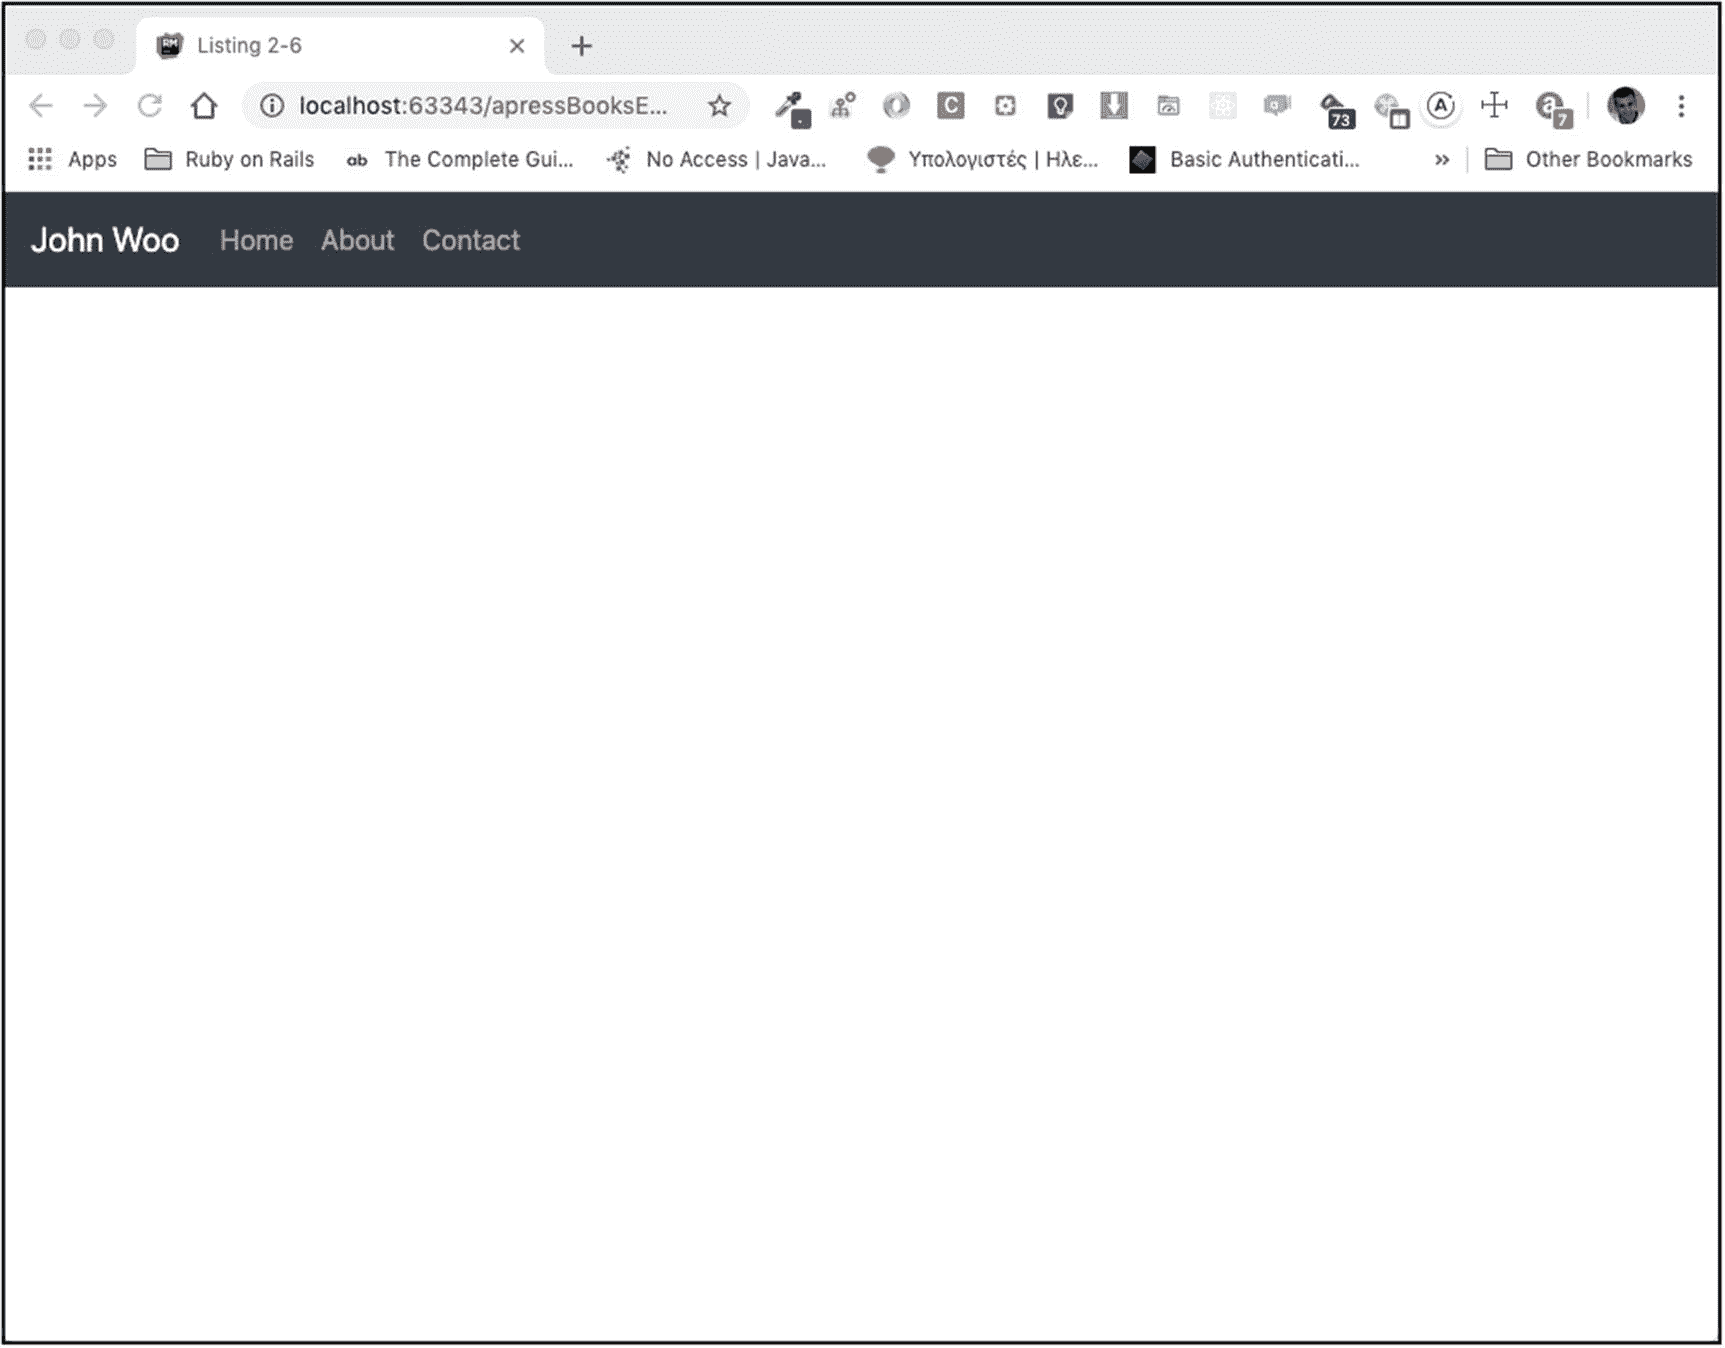 Listing 2-6
localhost:63343/apressBooksE...
73
7
Apps Ruby on Rails ab The Complete Gui... No Access | Java... Υπολογιστές | Ηλε... Basic Authenticati... » Other Bookmarks
John Woo Home About Contact